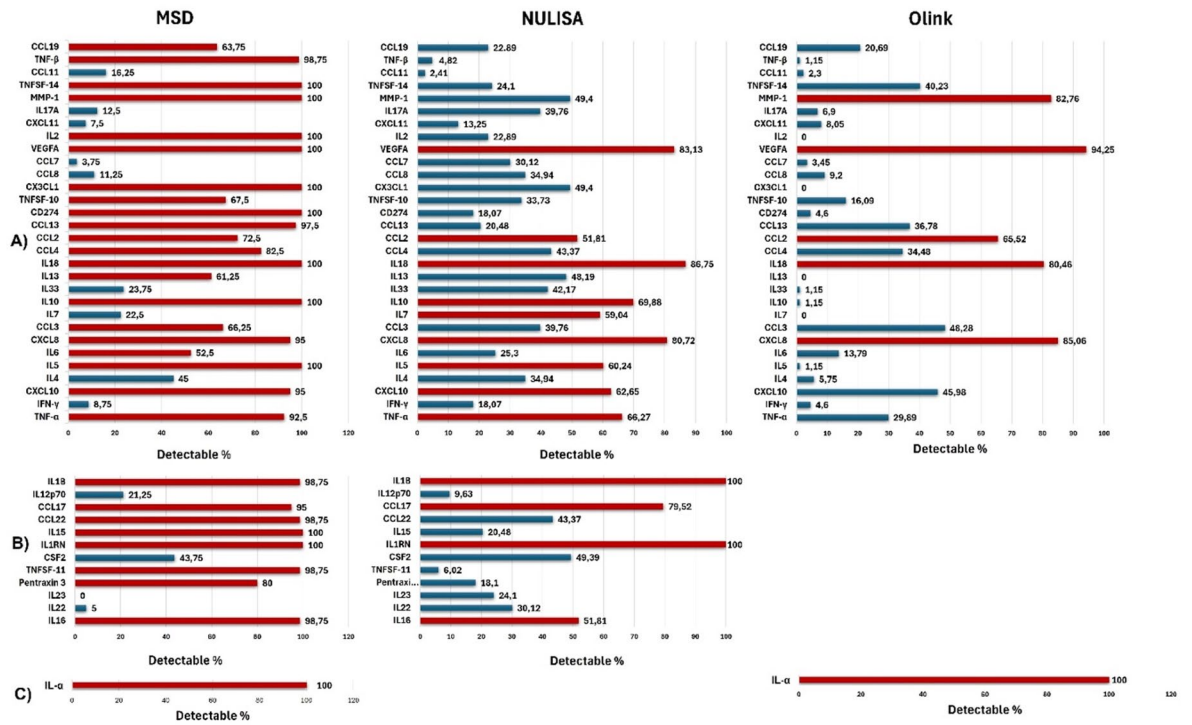 MSD
NULISA
Olink
A)
CCL19 63,75
TNF-β 98,75
CCL11 16,25
TNFSF-14 100
MMP-1 100
IL17A 12,5
CXCL11 7,5
IL2 100
VEGFA 100
CCL7 3,75
CCL8 11,25
CX3CL1 100
TNFSF-10 67,5
CD274 100
CCL13 97,5
CCL2 72,5
CCL4 82,5
IL18 100
IL13 61,25
IL33 23,75
IL10 100
IL7 22,5
CCL3 66,25
CXCL8 95
IL6 52,5
IL5 100
IL4 45
CXCL10 95
IFN-γ 8,75
TNF-α 92,5
0 20 40 60 80 100 120
Detectable %
CCL19 22,89
TNF-β 4,82
CCL11 2,41
TNFSF-14 24,1
MMP-1 49,4
IL17A 39,76
CXCL11 13,25
IL2 22,89
VEGFA 83,13
CCL7 30,12
CCL8 34,94
CX3CL1 49,4
TNFSF-10 33,73
CD274 18,07
CCL13 20,48
CCL2 51,81
CCL4 43,37
IL18 86,75
IL13 48,19
IL33 42,17
IL10 69,88
IL7 59,04
CCL3 39,76
CXCL8 80,72
IL6 25,3
IL5 60,24
IL4 34,94
CXCL10 62,65
IFN-γ 18,07
TNF-α 66,27
0 10 20 30 40 50 60 70 80 90 100
Detectable %
CCL19 20,69
TNF-β 1,15
CCL11 2,3
TNFSF-14 40,23
MMP-1 82,76
IL17A 6,9
CXCL11 8,05
IL2 0
VEGFA 94,25
CCL7 3,45
CCL8 9,2
CX3CL1 0
TNFSF-10 16,09
CD274 4,6
CCL13 36,78
CCL2 65,52
CCL4 34,48
IL18 80,46
IL13 0
IL33 1,15
IL10 1,15
IL7 0
CCL3 48,28
CXCL8 85,06
IL6 13,79
IL5 1,15
IL4 5,75
CXCL10 45,98
IFN-γ 4,6
TNF-α 29,89
0 10 20 30 40 50 60 70 80 90 100
Detectable %
B)
IL1B 98,75
IL12p70 21,25
CCL17 95
CCL22 98,75
IL15 100
IL1RN 100
CSF2 43,75
TNFSF-11 98,75
Pentraxin 3 80
IL23 0
IL22 5
IL16 98,75
0 20 40 60 80 100 120
Detectable %
IL1B 100
IL12p70 9,63
CCL17 79,52
CCL22 43,37
IL15 20,48
IL1RN 100
CSF2 49,39
TNFSF-11 6,02
Pentraxi... 18,1
IL23 24,1
IL22 30,12
IL16 51,81
0 10 20 30 40 50 60 70 80 90 100
Detectable %
C)
IL-α 100
0 20 40 60 80 100 120
Detectable %
IL-α 100
0 20 40 60 80 100 120
Detectable %